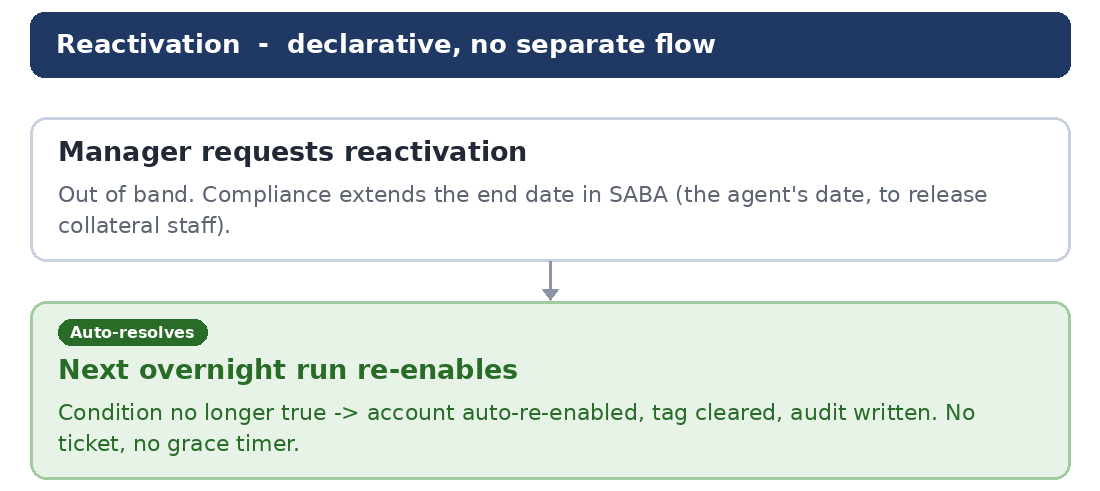 Reactivation - declarative, no separate flow
Manager requests reactivation
Out of band. Compliance extends the end date in SABA (the agent's date, to release
collateral staff).
Auto-resolves
Next overnight run re-enables
Condition no longer true -> account auto-re-enabled, tag cleared, audit written. No
ticket, no grace timer.